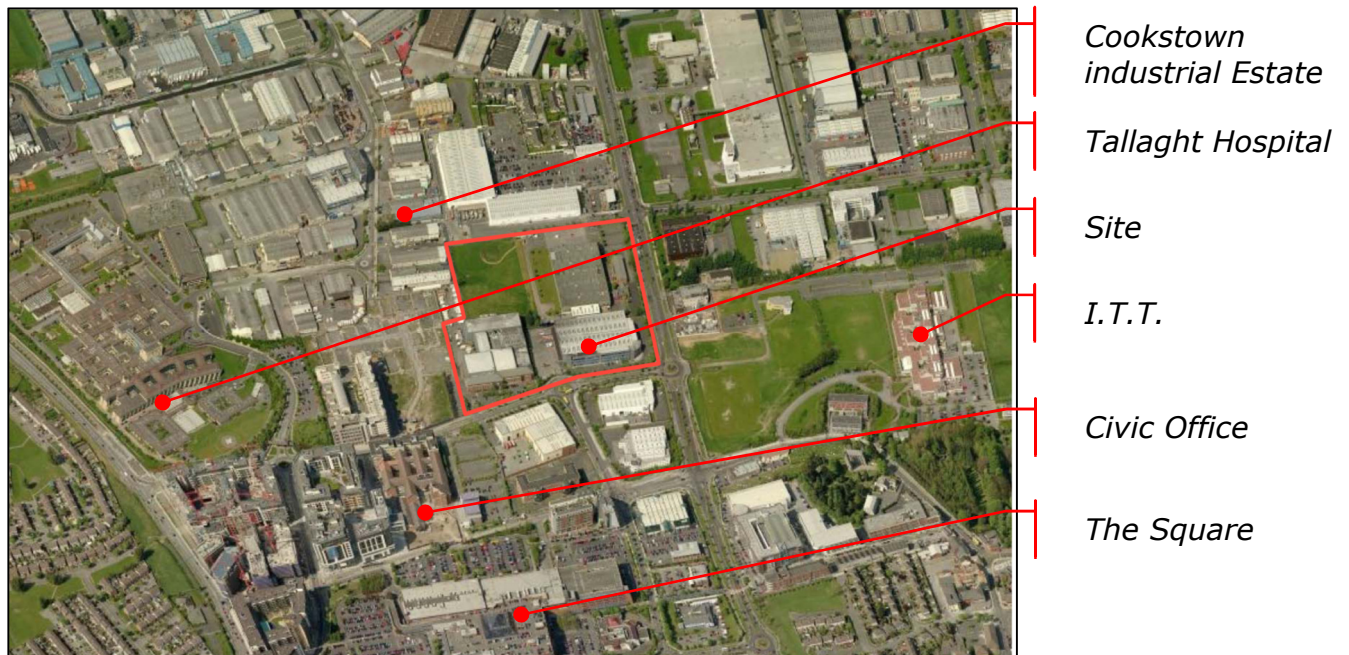 Cookstown
industrial Estate
Tallaght Hospital
Site
I.T.T.
Civic Office
The Square